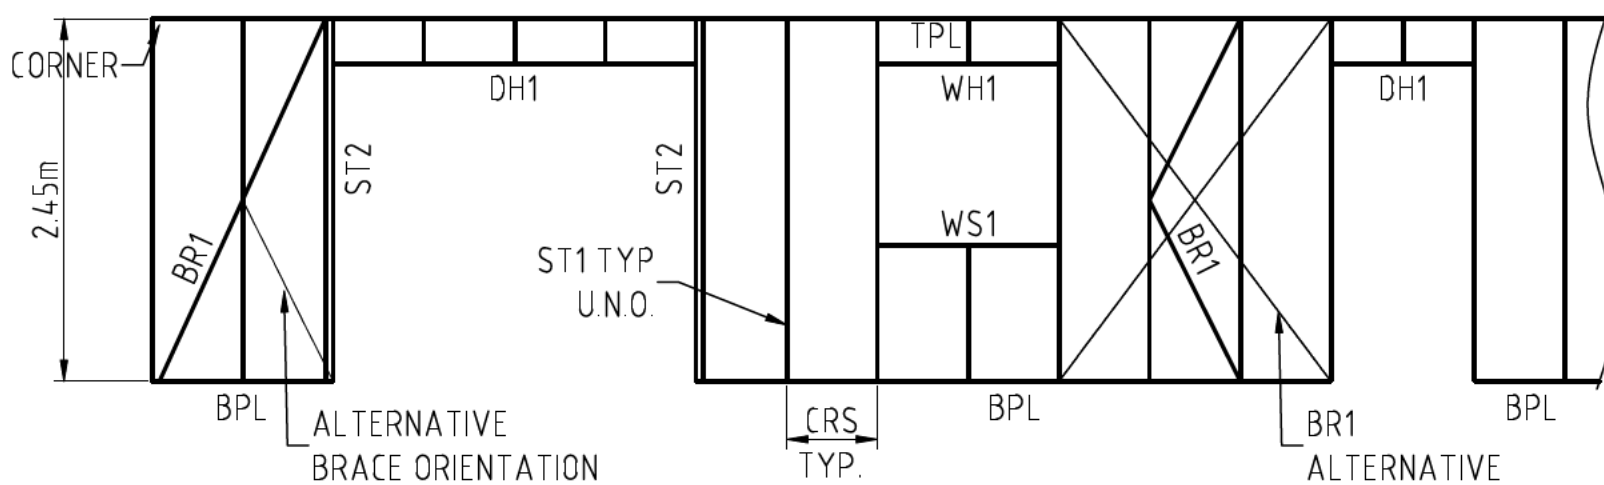 TPL
CORNER
DH1
WH1
DH1
2.45m
ST2
ST2
BR1
WS1
BR1
ST1 TYP
U.N.O.
BPL
BPL
BPL
CRS
TYP.
ALTERNATIVE
BRACE ORIENTATION
BR1
ALTERNATIVE